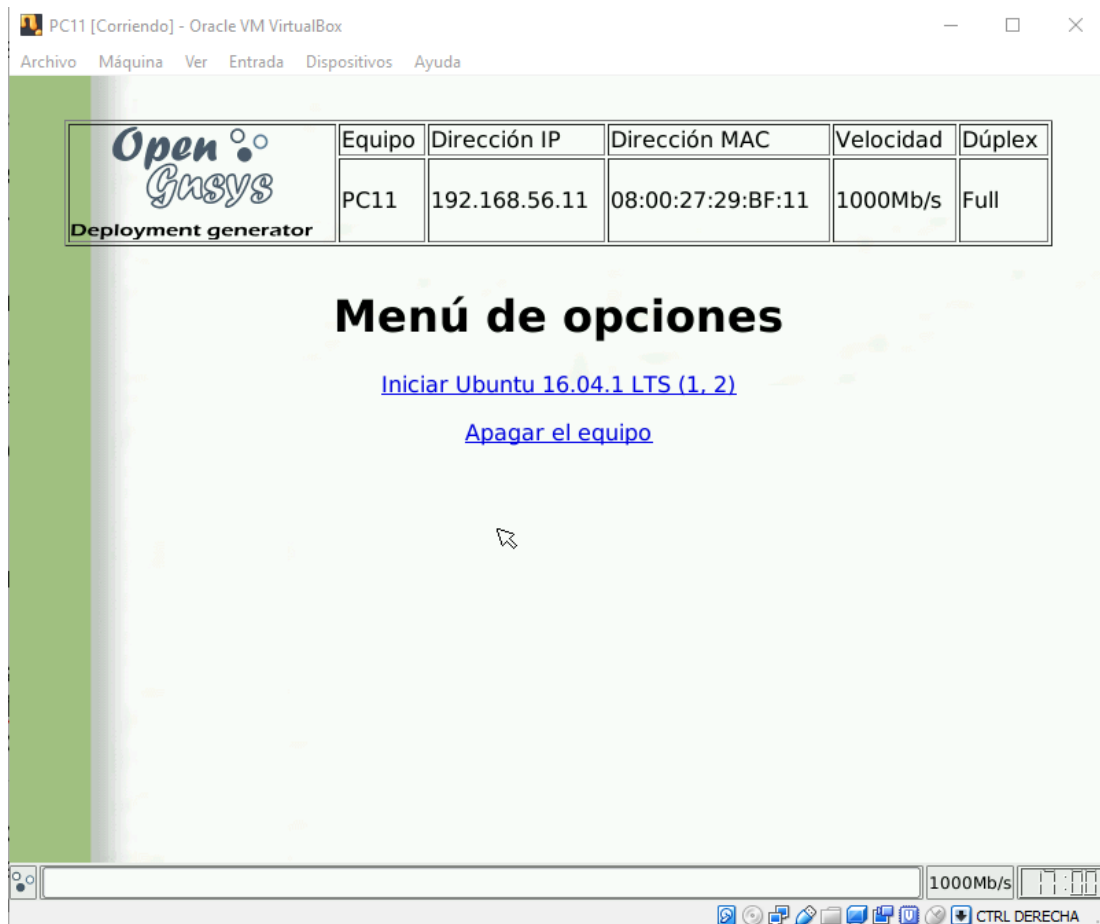 PC11 [Corriendo] - Oracle VM VirtualBox
Archivo Máquina Ver Entrada Dispositivos Ayuda
Open Gnsys
Deployment generator
Equipo Dirección IP Dirección MAC Velocidad Dúplex
PC11 192.168.56.11 08:00:27:29:BF:11 1000Mb/s Full
Menú de opciones
Iniciar Ubuntu 16.04.1 LTS (1, 2)
Apagar el equipo
1000Mb/s 17:00
CTRL DERECHA